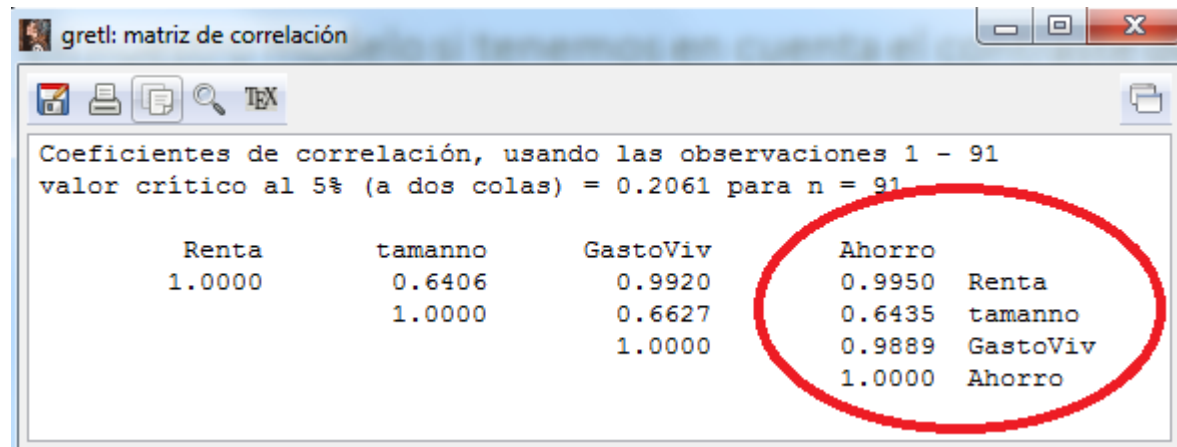 gretl: matriz de correlación
TEX
Coeficientes de correlación, usando las observaciones 1 - 91
valor crítico al 5% (a dos colas) = 0.2061 para n = 91
Renta tamanno GastoViv Ahorro
1.0000 0.6406 0.9920 0.9950 Renta
1.0000 0.6627 0.6435 tamanno
1.0000 0.9889 GastoViv
1.0000 Ahorro